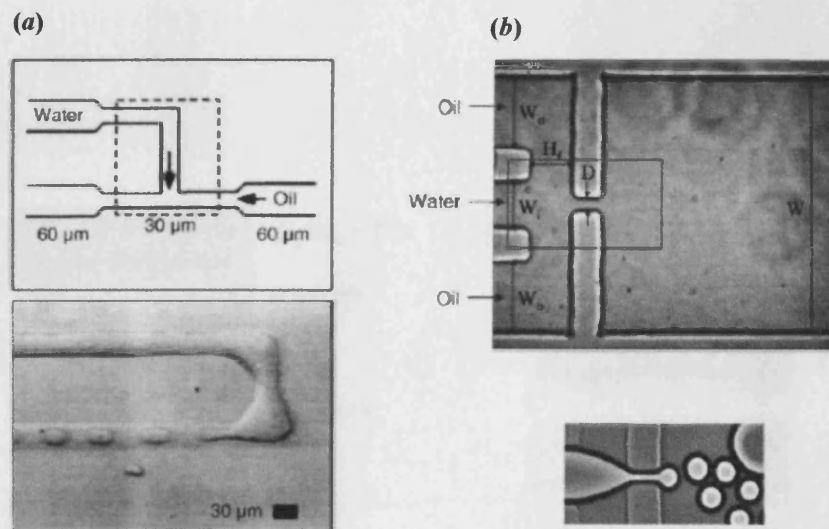 (a)
Water
Oil
60 μm
30 μm
60 μm
30 μm
(b)
Oil
Wo
Hf
D
Water
Wi
W
Oil
Wo